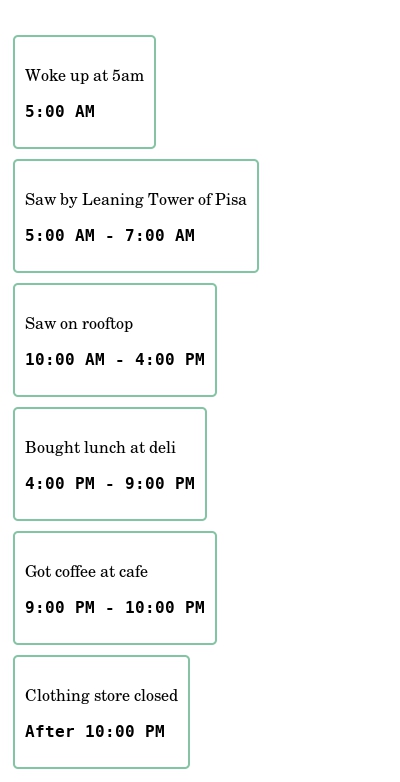 Woke up at 5am
5:00 AM
Saw by Leaning Tower of Pisa
5:00 AM - 7:00 AM
Saw on rooftop
10:00 AM - 4:00 PM
Bought lunch at deli
4:00 PM - 9:00 PM
Got coffee at cafe
9:00 PM - 10:00 PM
Clothing store closed
After 10:00 PM